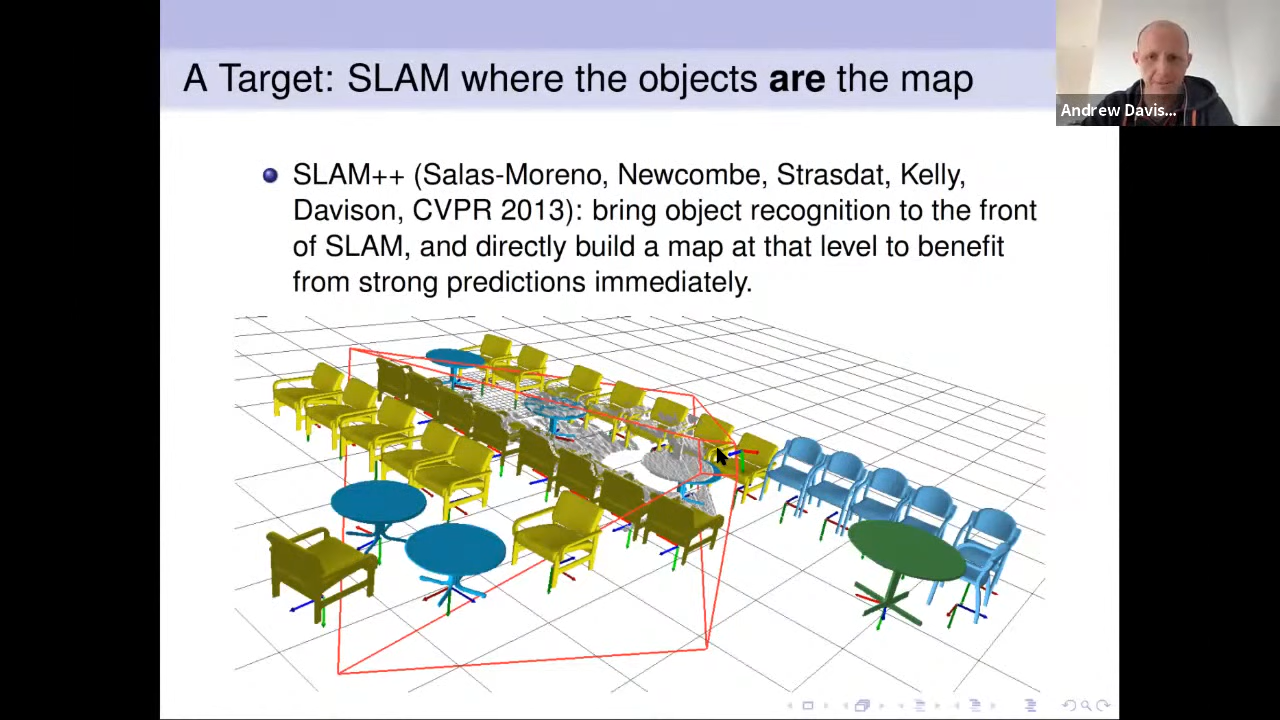 A Target: SLAM where the objects are the map
Andrew Davis...
SLAM++ (Salas-Moreno, Newcombe, Strasdat, Kelly,
Davison, CVPR 2013): bring object recognition to the front
of SLAM, and directly build a map at that level to benefit
from strong predictions immediately.